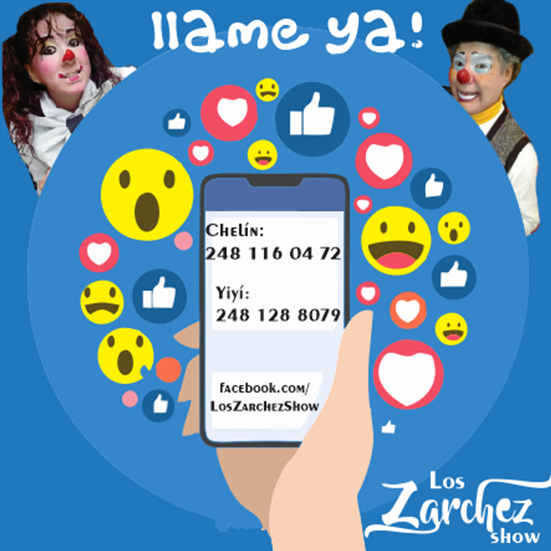 llame ya!
Chelín:
248 116 04 72
Yiyí:
248 128 8079
facebook.com/
LosZarchezShow
Los
Zarchez
show